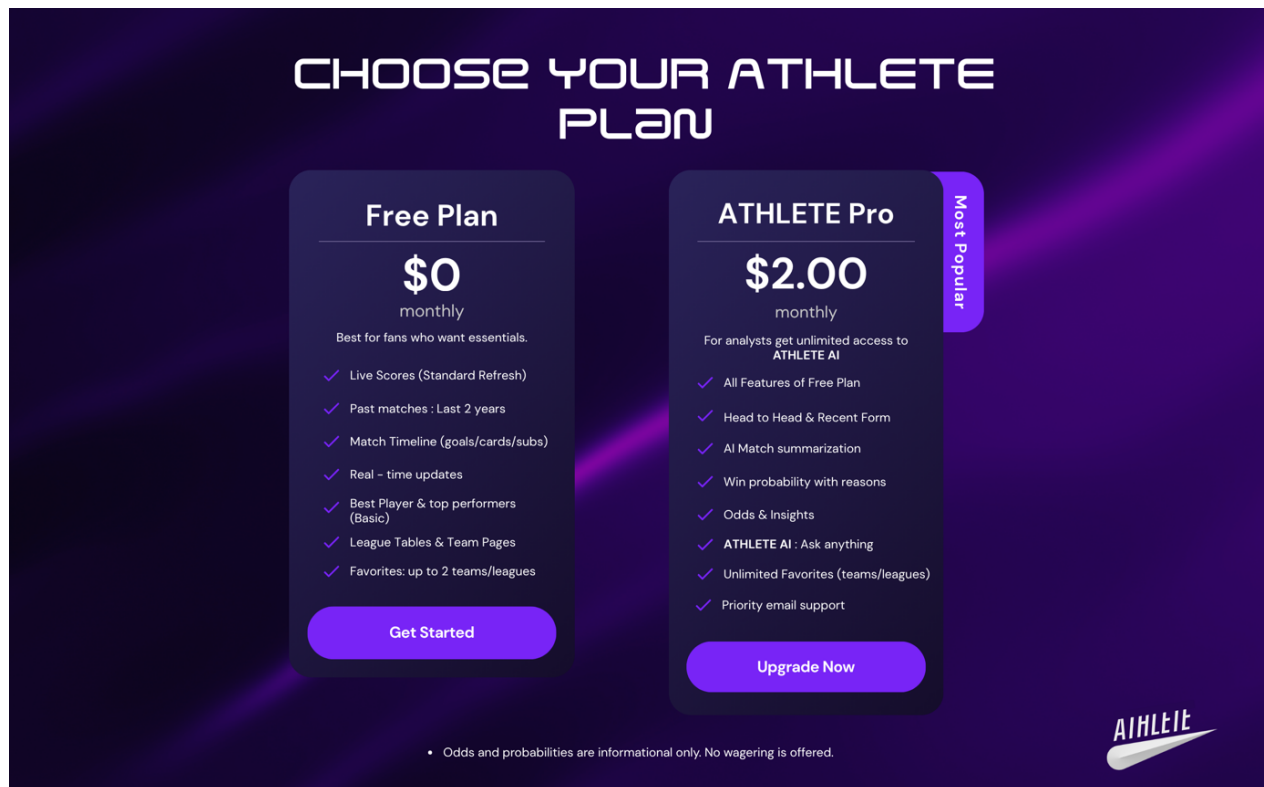 CHOOSE YOUR ATHLETE
PLAN
Free Plan
$0
monthly
Best for fans who want essentials.
Live Scores (Standard Refresh)
Past matches : Last 2 years
Match Timeline (goals/cards/subs)
Real - time updates
Best Player & top performers
(Basic)
League Tables & Team Pages
Favorites: up to 2 teams/leagues
Get Started
ATHLETE Pro
Most Popular
$2.00
monthly
For analysts get unlimited access to
ATHLETE AI
All Features of Free Plan
Head to Head & Recent Form
AI Match summarization
Win probability with reasons
Odds & Insights
ATHLETE AI : Ask anything
Unlimited Favorites (teams/leagues)
Priority email support
Upgrade Now
• Odds and probabilities are informational only. No wagering is offered.
ATHLETE